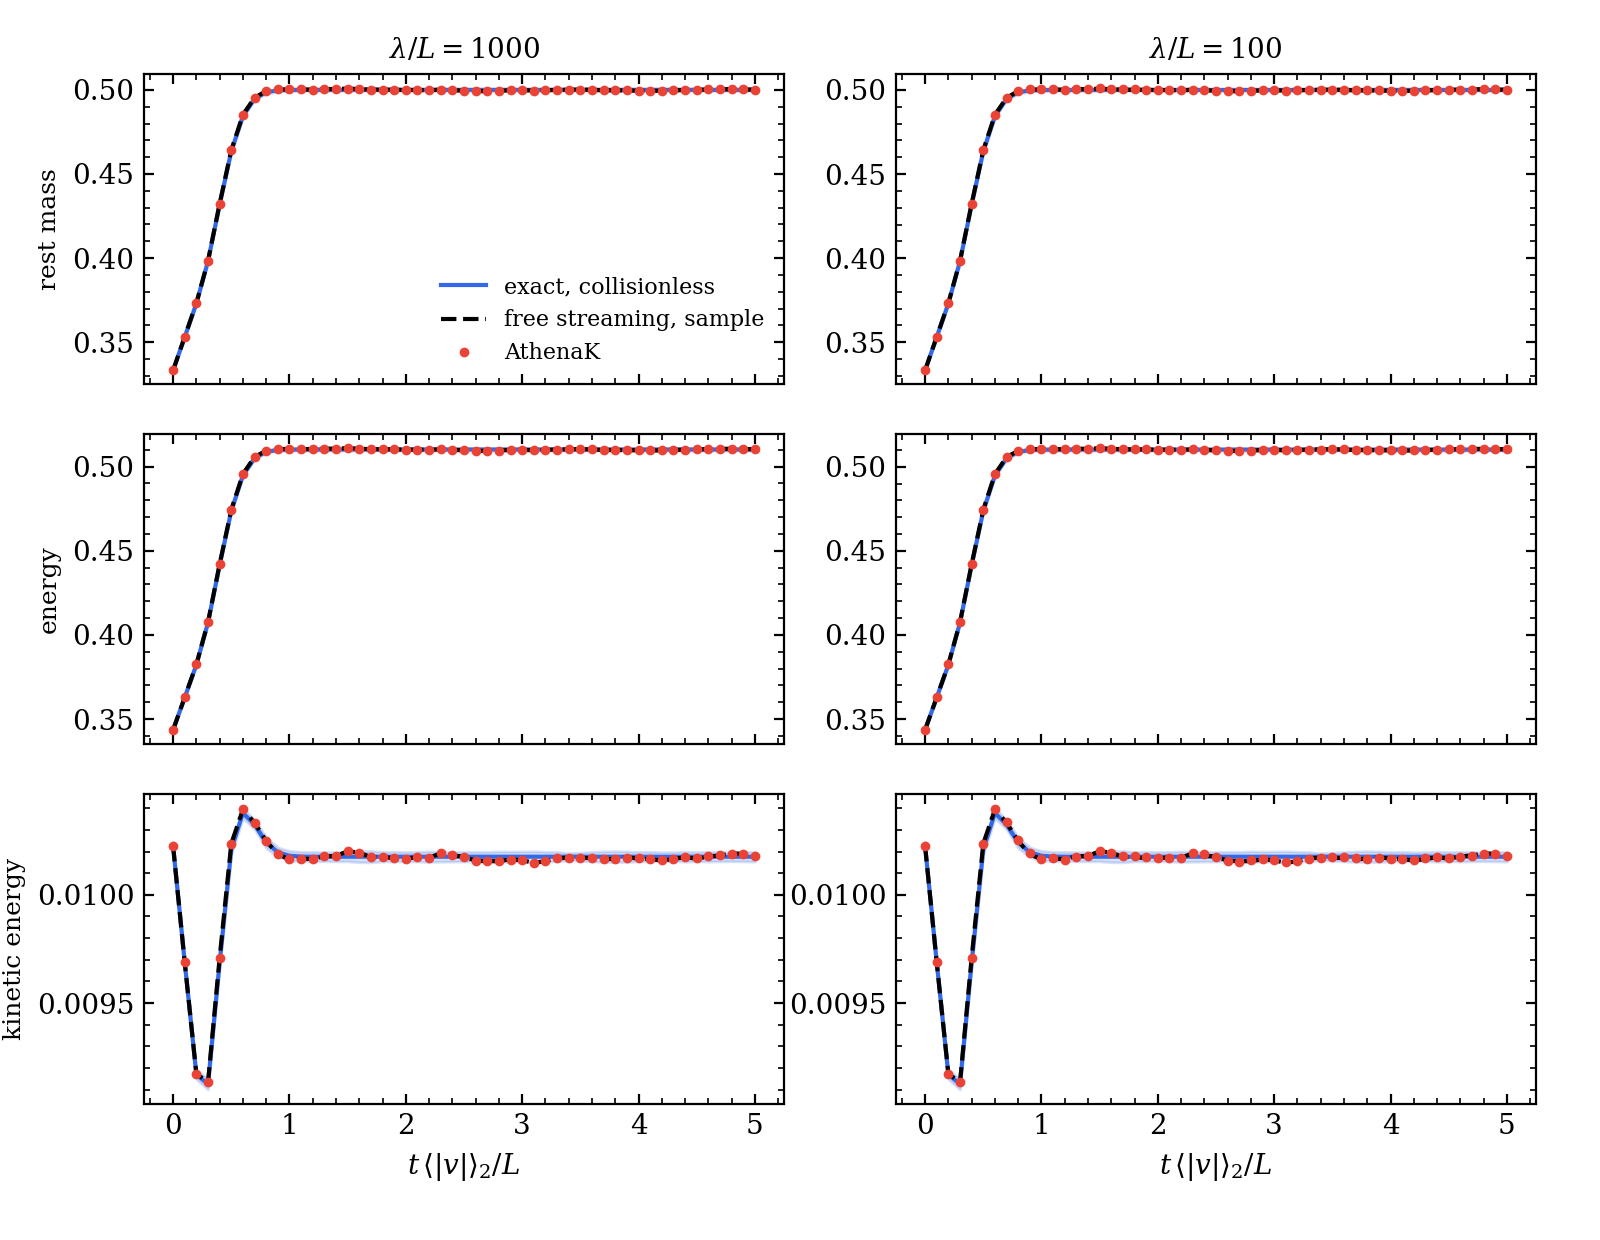 λ/L = 1000
λ/L = 100
0.50
0.45
0.40
0.35
rest mass
exact, collisionless
free streaming, sample
AthenaK
0.50
0.45
0.40
0.35
0.50
0.45
0.40
0.35
energy
0.50
0.45
0.40
0.35
0.0100
0.0095
kinetic energy
0 1 2 3 4 5
t ⟨|v|⟩₂/L
0.0100
0.0095
0 1 2 3 4 5
t ⟨|v|⟩₂/L